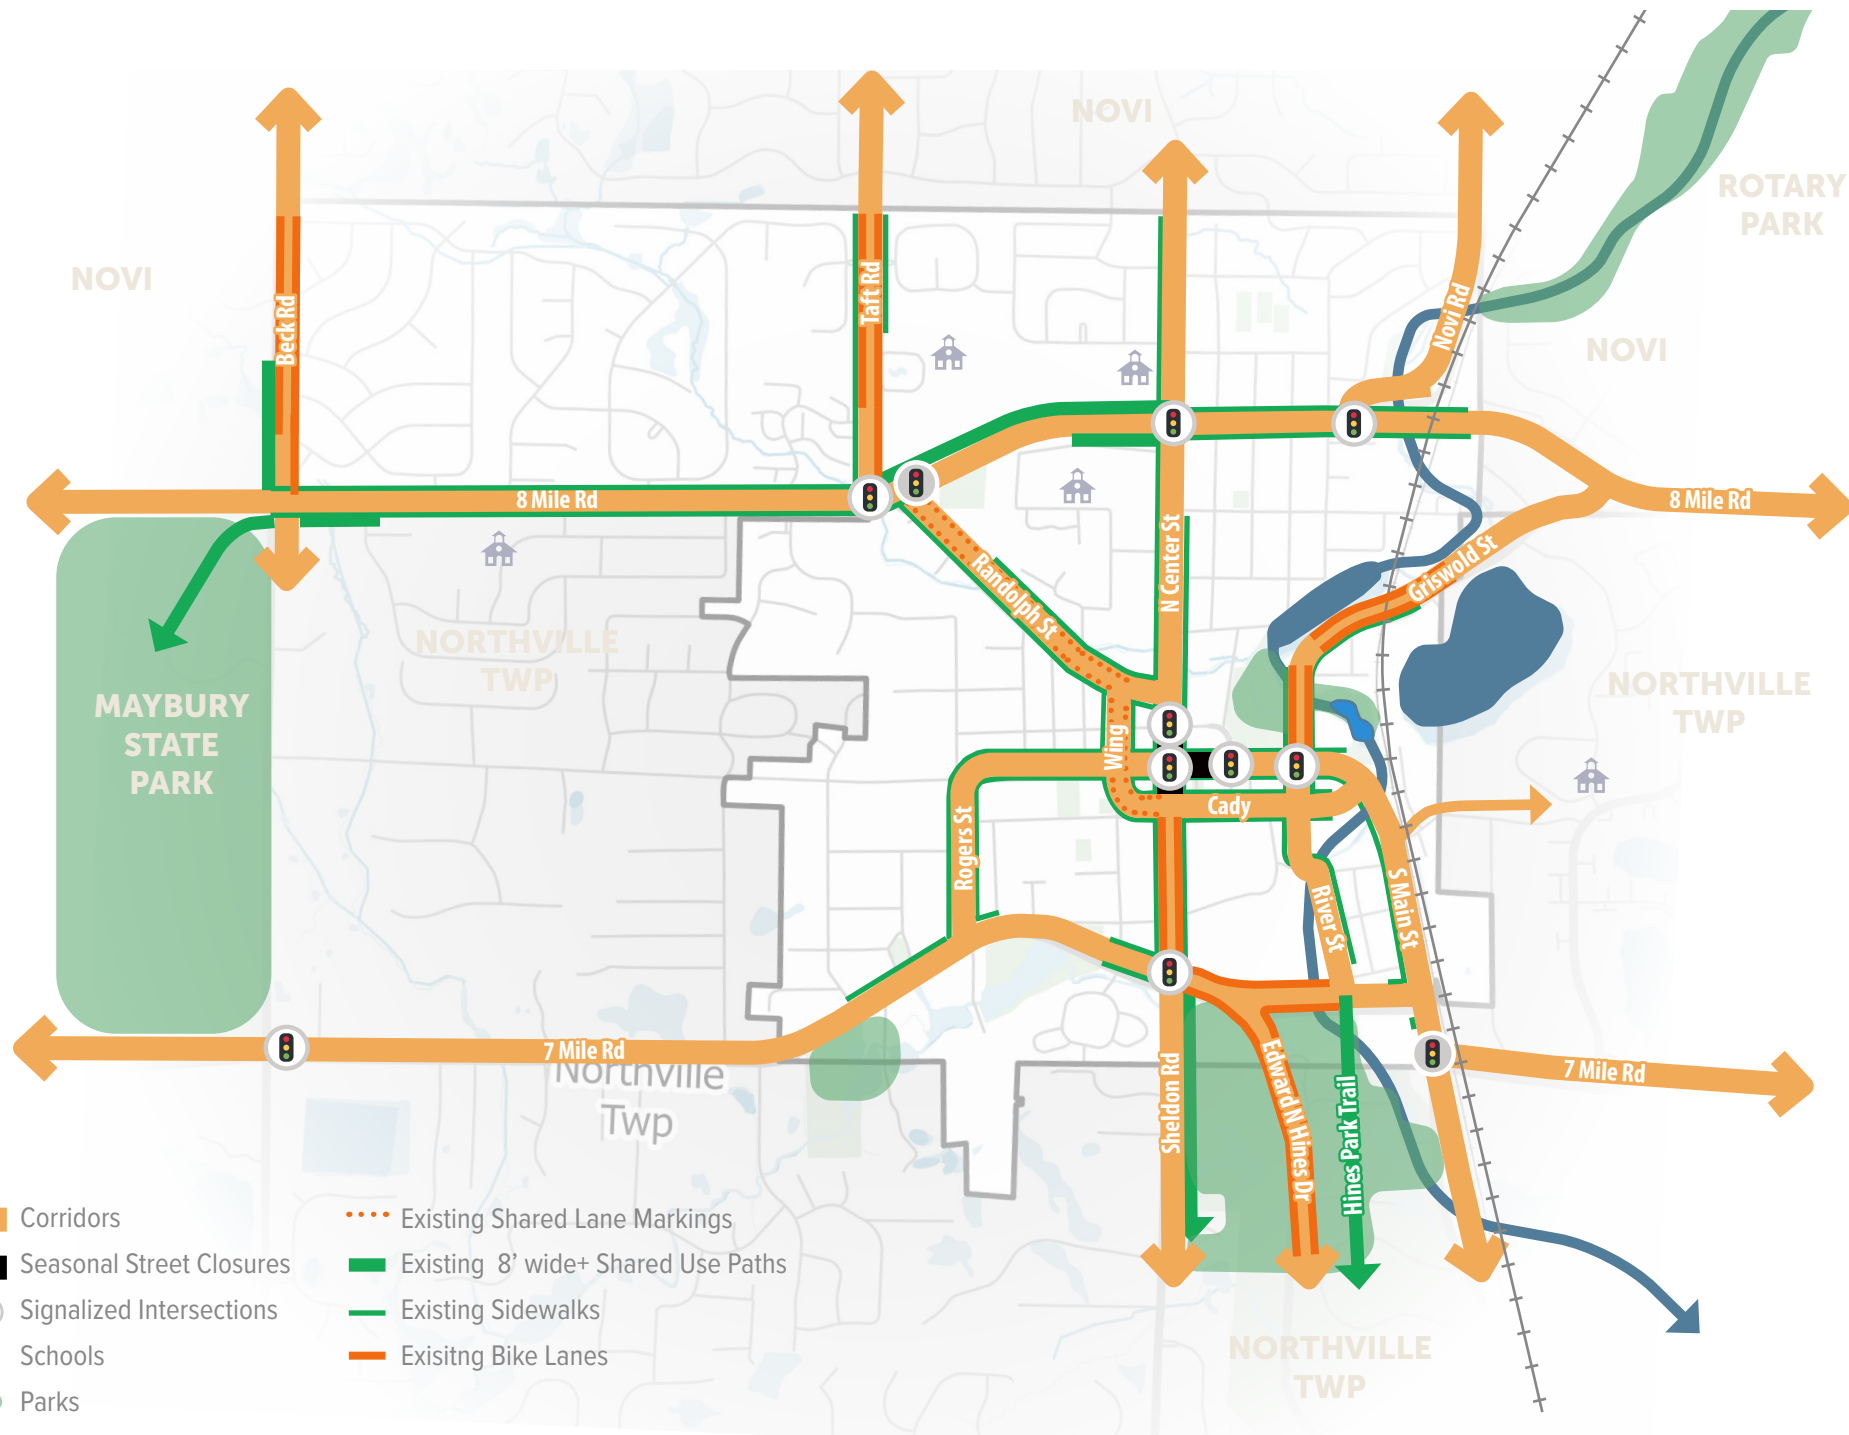 NOVI
ROTARY
PARK
NOVI
Taft Rd
Beck Rd
Novi Rd
NOVI
8 Mile Rd
8 Mile Rd
N Center St
Griswold St
Randolph St
NORTHVILLE
TWP
NORTHVILLE
TWP
MAYBURY
STATE
PARK
Wing
Cady
Rogers St
River St
S Main St
7 Mile Rd
7 Mile Rd
Northville
Twp
Sheldon Rd
Edward N Hines Dr
Hines Park Trail
Corridors
Seasonal Street Closures
Signalized Intersections
Schools
Parks
Existing Shared Lane Markings
Existing 8' wide+ Shared Use Paths
Existing Sidewalks
Exisitng Bike Lanes
NORTHVILLE
TWP